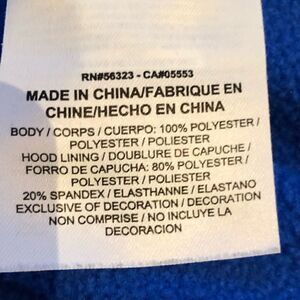 RN#56323 - CA#05553
MADE IN CHINA/FABRIQUE EN
CHINE/HECHO EN CHINA
BODY / CORPS / CUERPO: 100% POLYESTER /
POLYESTER / POLIESTER
HOOD LINING / DOUBLURE DE CAPUCHE /
FORRO DE CAPUCHA: 80% POLYESTER /
POLYESTER / POLIÉSTER
20% SPANDEX / ELASTHANNE / ELASTANO
EXCLUSIVE OF DECORATION / DECORATION
NON COMPRISE / NO INCLUYE LA
DECORACION